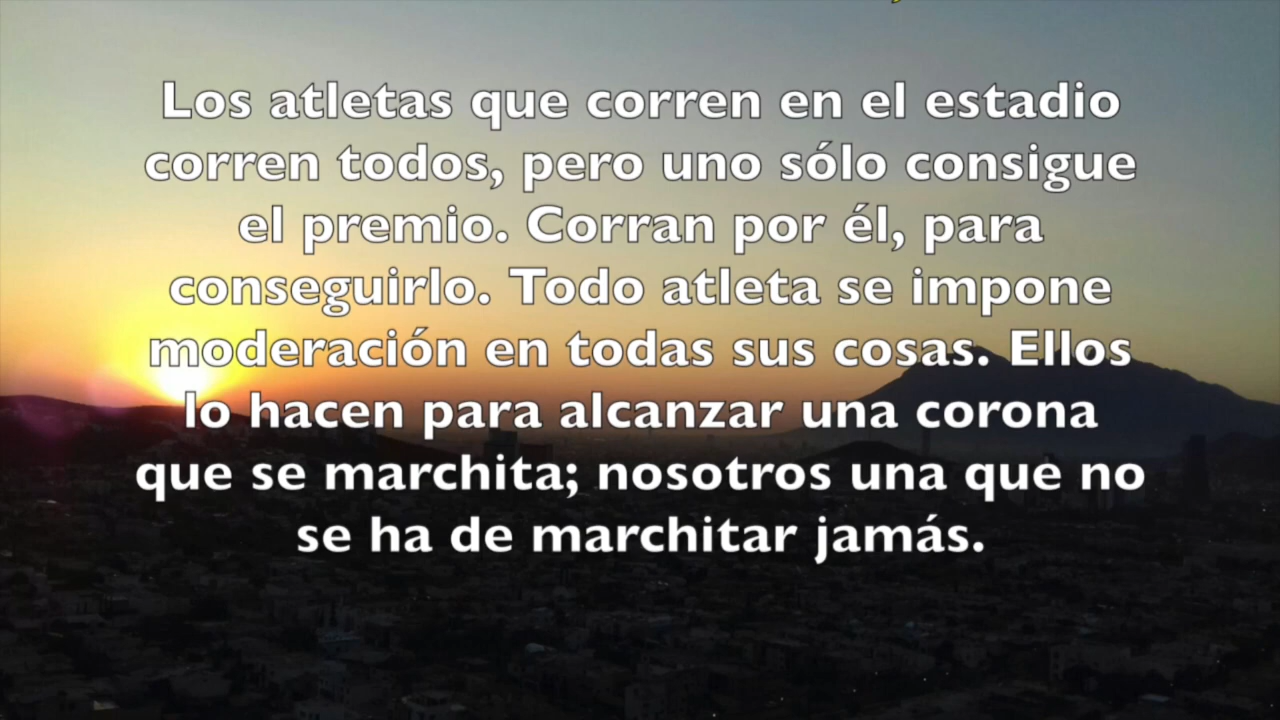 Los atletas que corren en el estadio
corren todos, pero uno sólo consigue
el premio. Corran por él, para
conseguirlo. Todo atleta se impone
moderación en todas sus cosas. Ellos
lo hacen para alcanzar una corona
que se marchita; nosotros una que no
se ha de marchitar jamás.